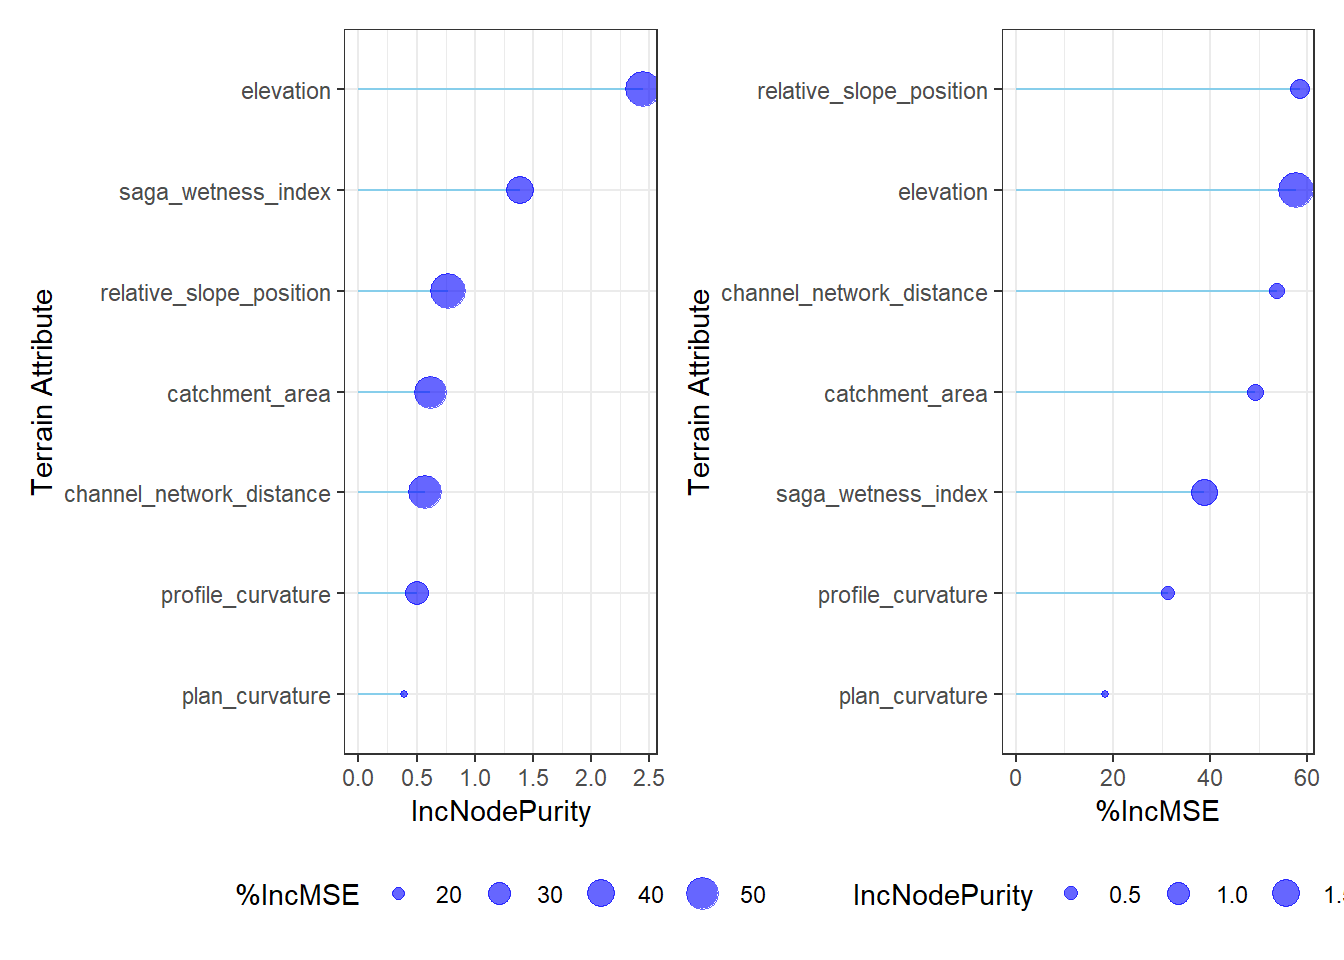 Terrain Attribute
elevation
saga_wetness_index
relative_slope_position
catchment_area
channel_network_distance
profile_curvature
plan_curvature
0.0 0.5 1.0 1.5 2.0 2.5
IncNodePurity
Terrain Attribute
relative_slope_position
elevation
channel_network_distance
catchment_area
saga_wetness_index
profile_curvature
plan_curvature
0 20 40 60
%IncMSE
%IncMSE 20 30 40 50
IncNodePurity 0.5 1.0